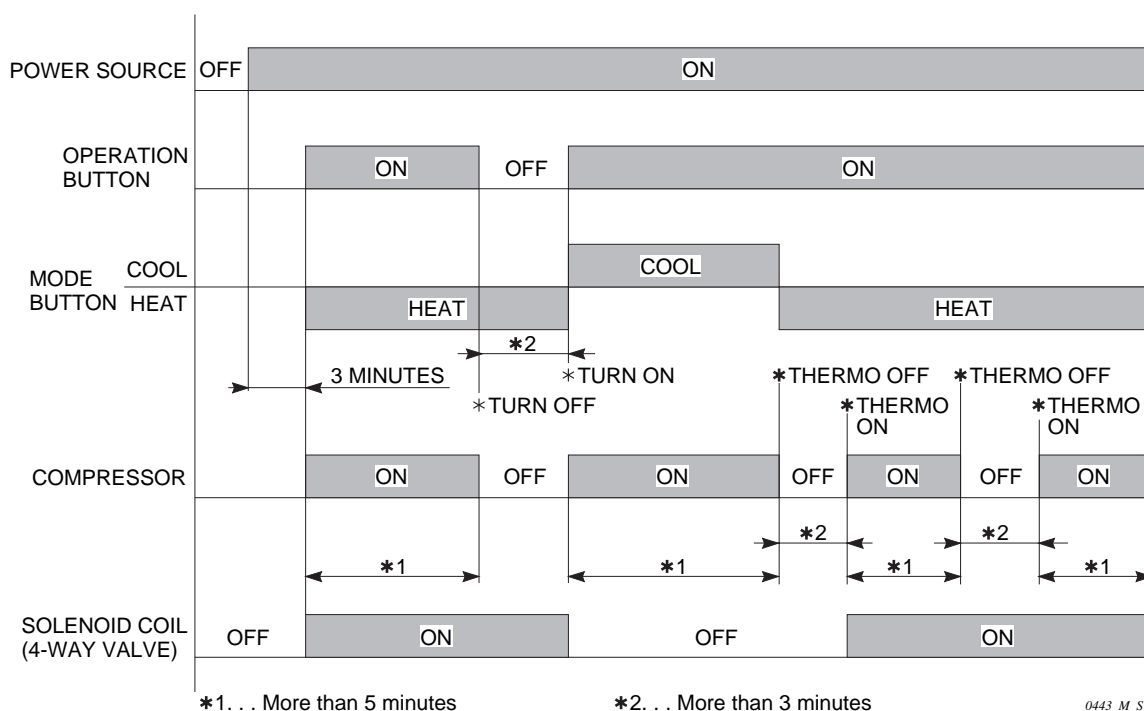 POWER SOURCE OFF ON
OPERATION
BUTTON ON OFF ON
MODE
BUTTON
COOL COOL
HEAT HEAT HEAT
✱2
3 MINUTES
✱TURN ON ✱THERMO OFF ✱THERMO OFF
✱TURN OFF ✱THERMO
ON ✱THERMO
ON
COMPRESSOR ON OFF ON OFF ON OFF ON
✱2 ✱2
✱1 ✱1 ✱1 ✱1
SOLENOID COIL
(4-WAY VALVE) OFF ON OFF ON
✱1. . . More than 5 minutes ✱2. . . More than 3 minutes 0443_M_S